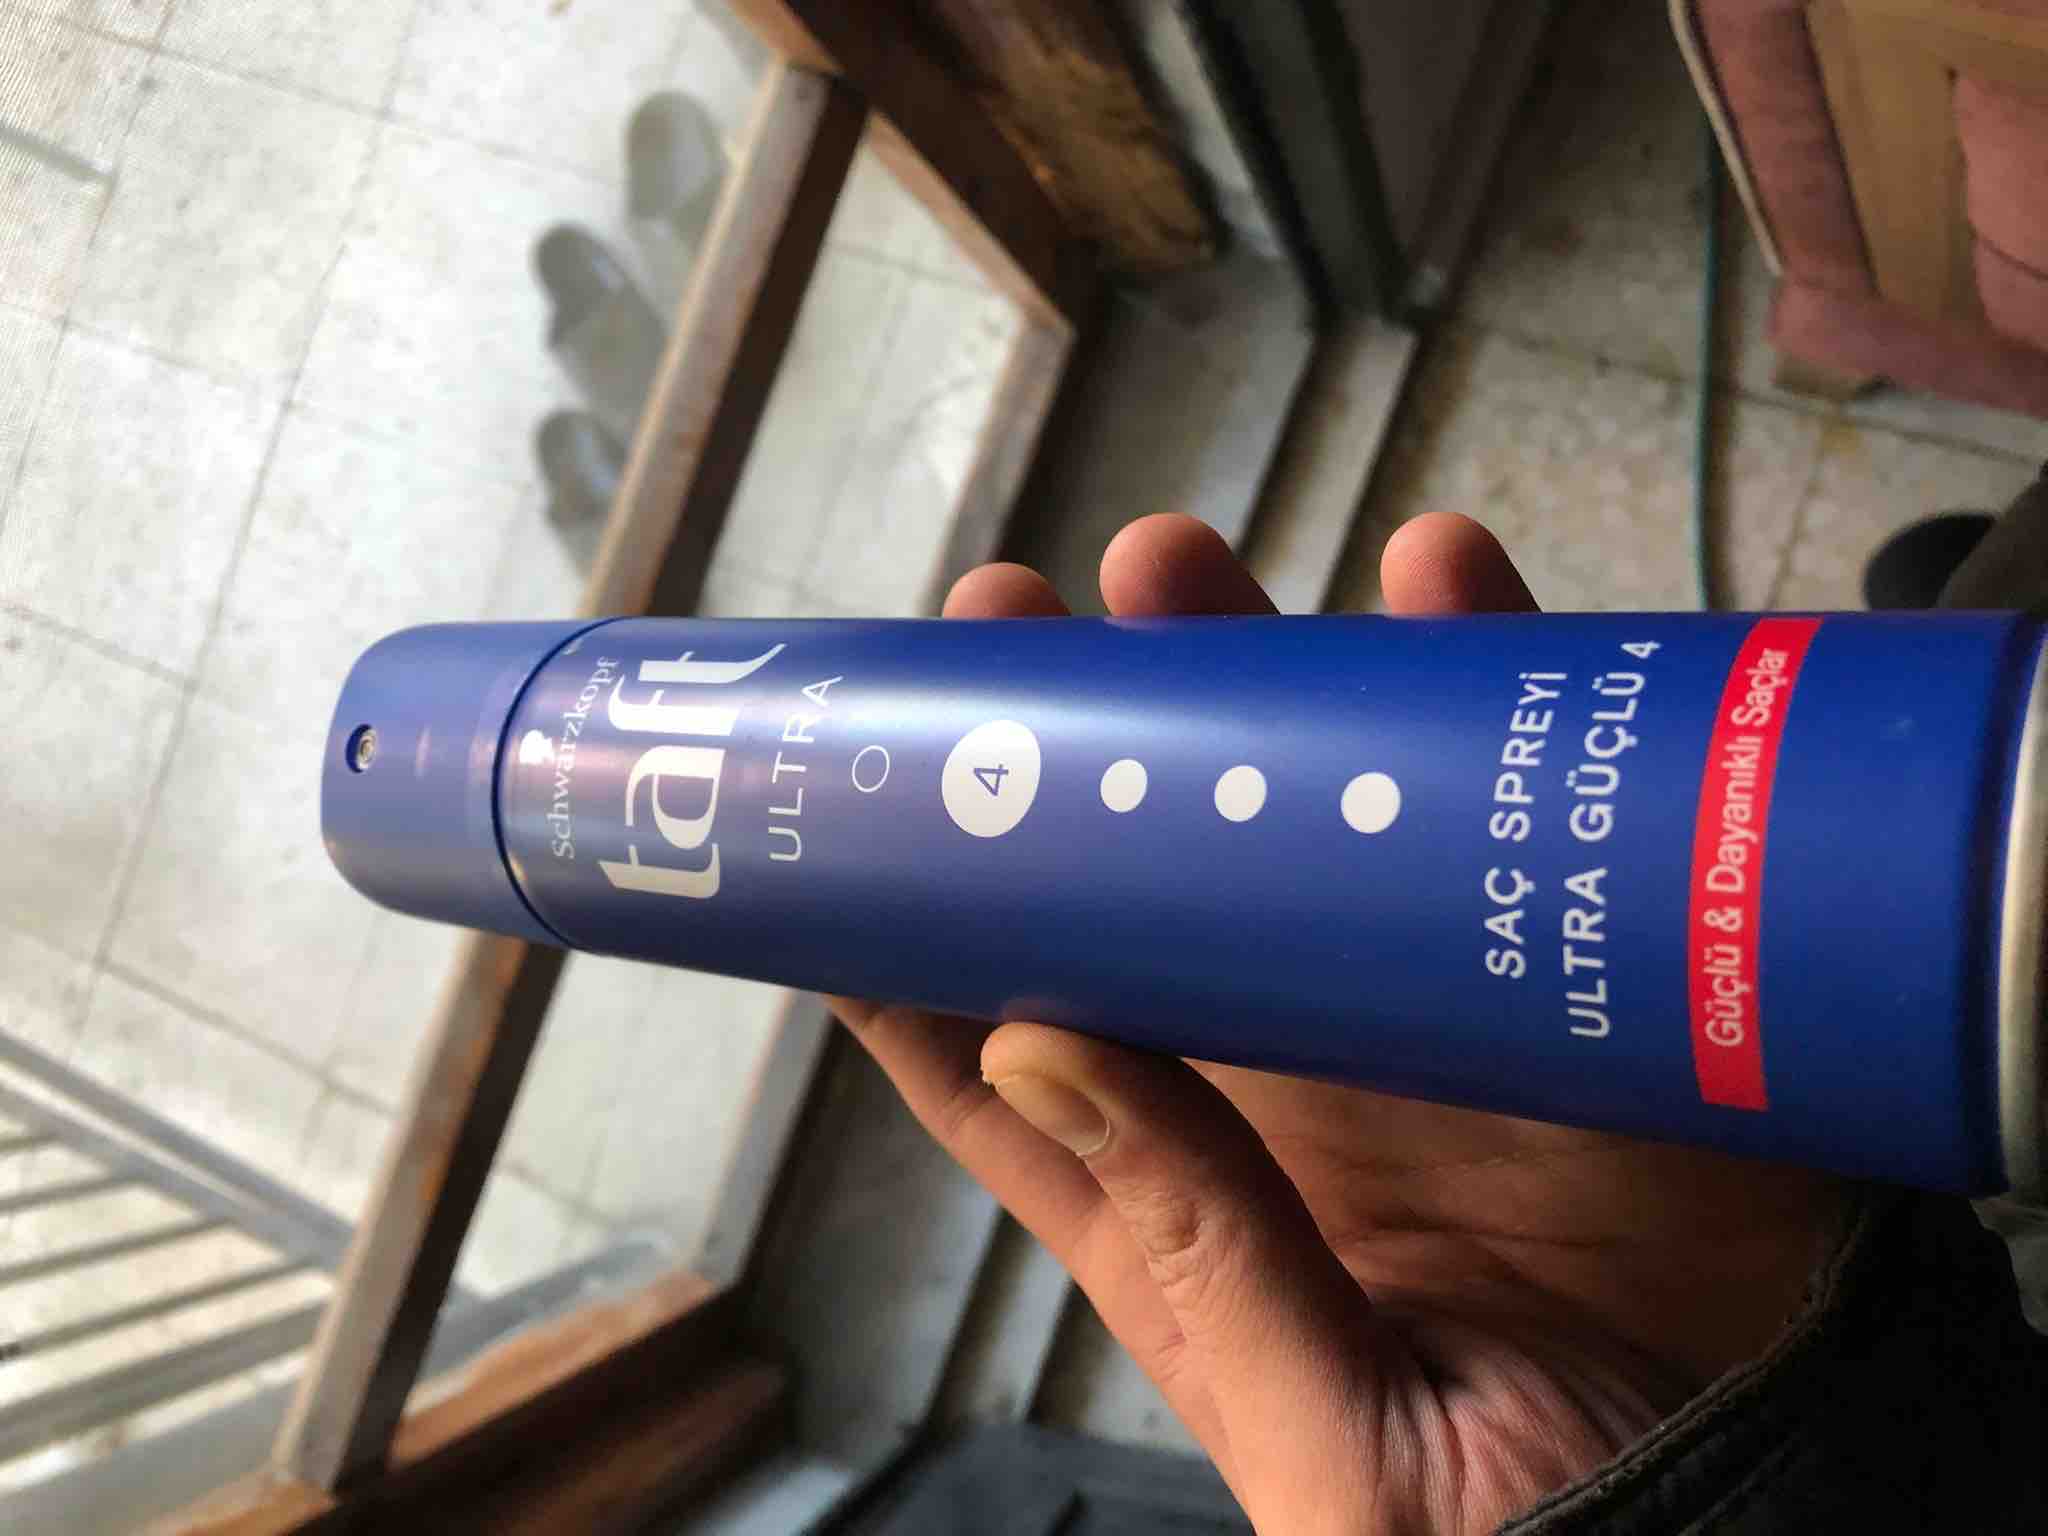 Schwarzkopf
taft
ULTRA
4
SAÇ SPREYİ
ULTRA GÜÇLÜ 4
Güçlü & Dayanıklı Saçlar